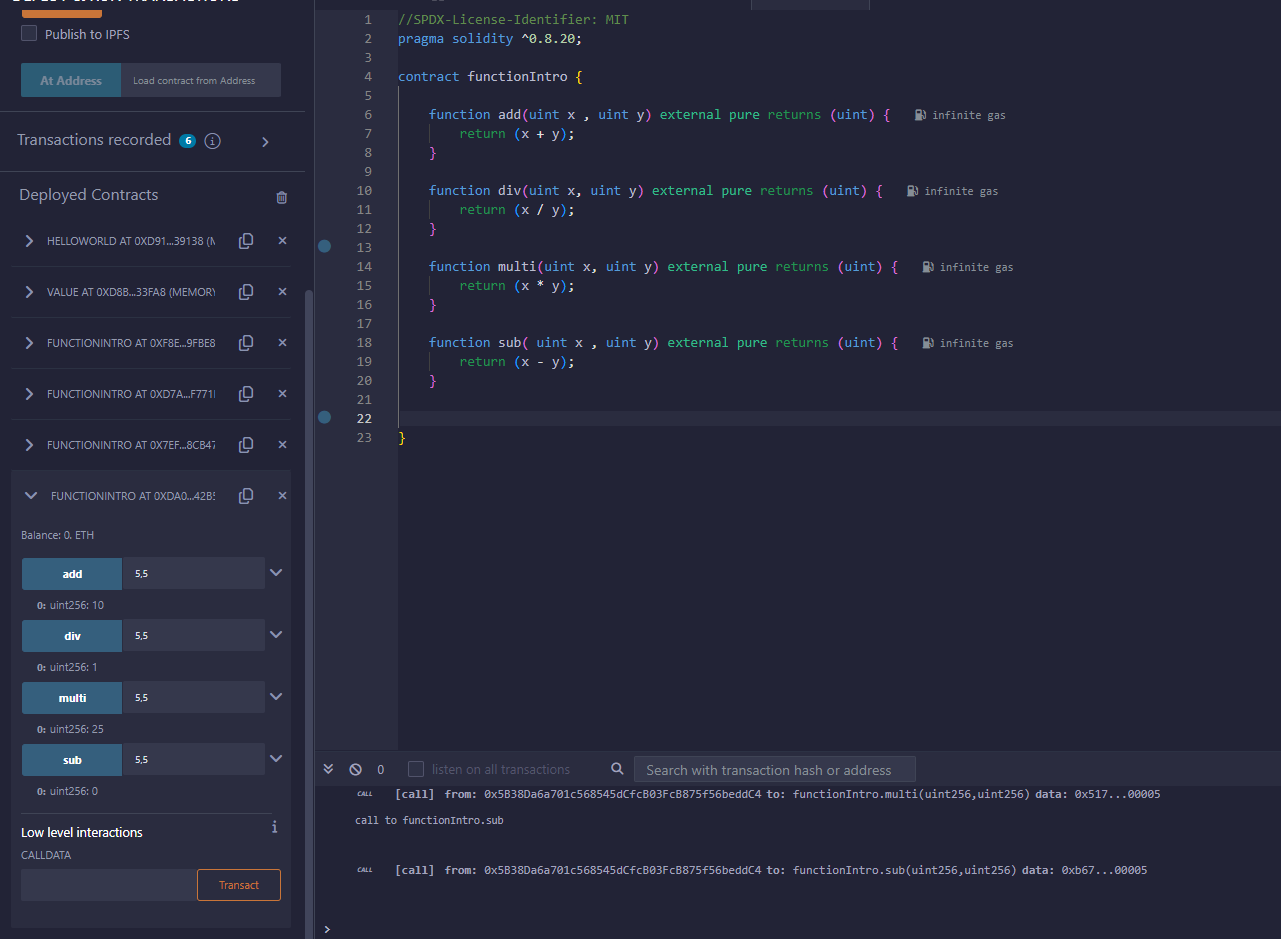 Publish to IPFS
At Address
Load contract from Address
Transactions recorded 6
Deployed Contracts
HELLOWORLD AT 0XD91...39138 (M
VALUE AT 0XD8B...33FA8 (MEMORY
FUNCTIONINTRO AT 0XF8E...9FBE8
FUNCTIONINTRO AT 0XD7A...F771
FUNCTIONINTRO AT 0X7EF...8CB47
FUNCTIONINTRO AT 0XDA0...42B
Balance: 0. ETH
add 5,5
0: uint256: 10
div 5,5
0: uint256: 1
multi 5,5
0: uint256: 25
sub 5,5
0: uint256: 0
Low level interactions
CALLDATA
Transact
1 //SPDX-License-Identifier: MIT
2 pragma solidity ^0.8.20;
3
4 contract functionIntro {
5
6 function add(uint x , uint y) external pure returns (uint) { infinite gas
7 return (x + y);
8 }
9
10 function div(uint x, uint y) external pure returns (uint) { infinite gas
11 return (x / y);
12 }
13
14 function multi(uint x, uint y) external pure returns (uint) { infinite gas
15 return (x * y);
16 }
17
18 function sub( uint x , uint y) external pure returns (uint) { infinite gas
19 return (x - y);
20 }
21
22
23 }
0 listen on all transactions Search with transaction hash or address
CALL [call] from: 0x5B38Da6a701c568545dCfcB03FcB875f56beddC4 to: functionIntro.multi(uint256,uint256) data: 0x517...00005
call to functionIntro.sub
CALL [call] from: 0x5B38Da6a701c568545dCfcB03FcB875f56beddC4 to: functionIntro.sub(uint256,uint256) data: 0xb67...00005
>